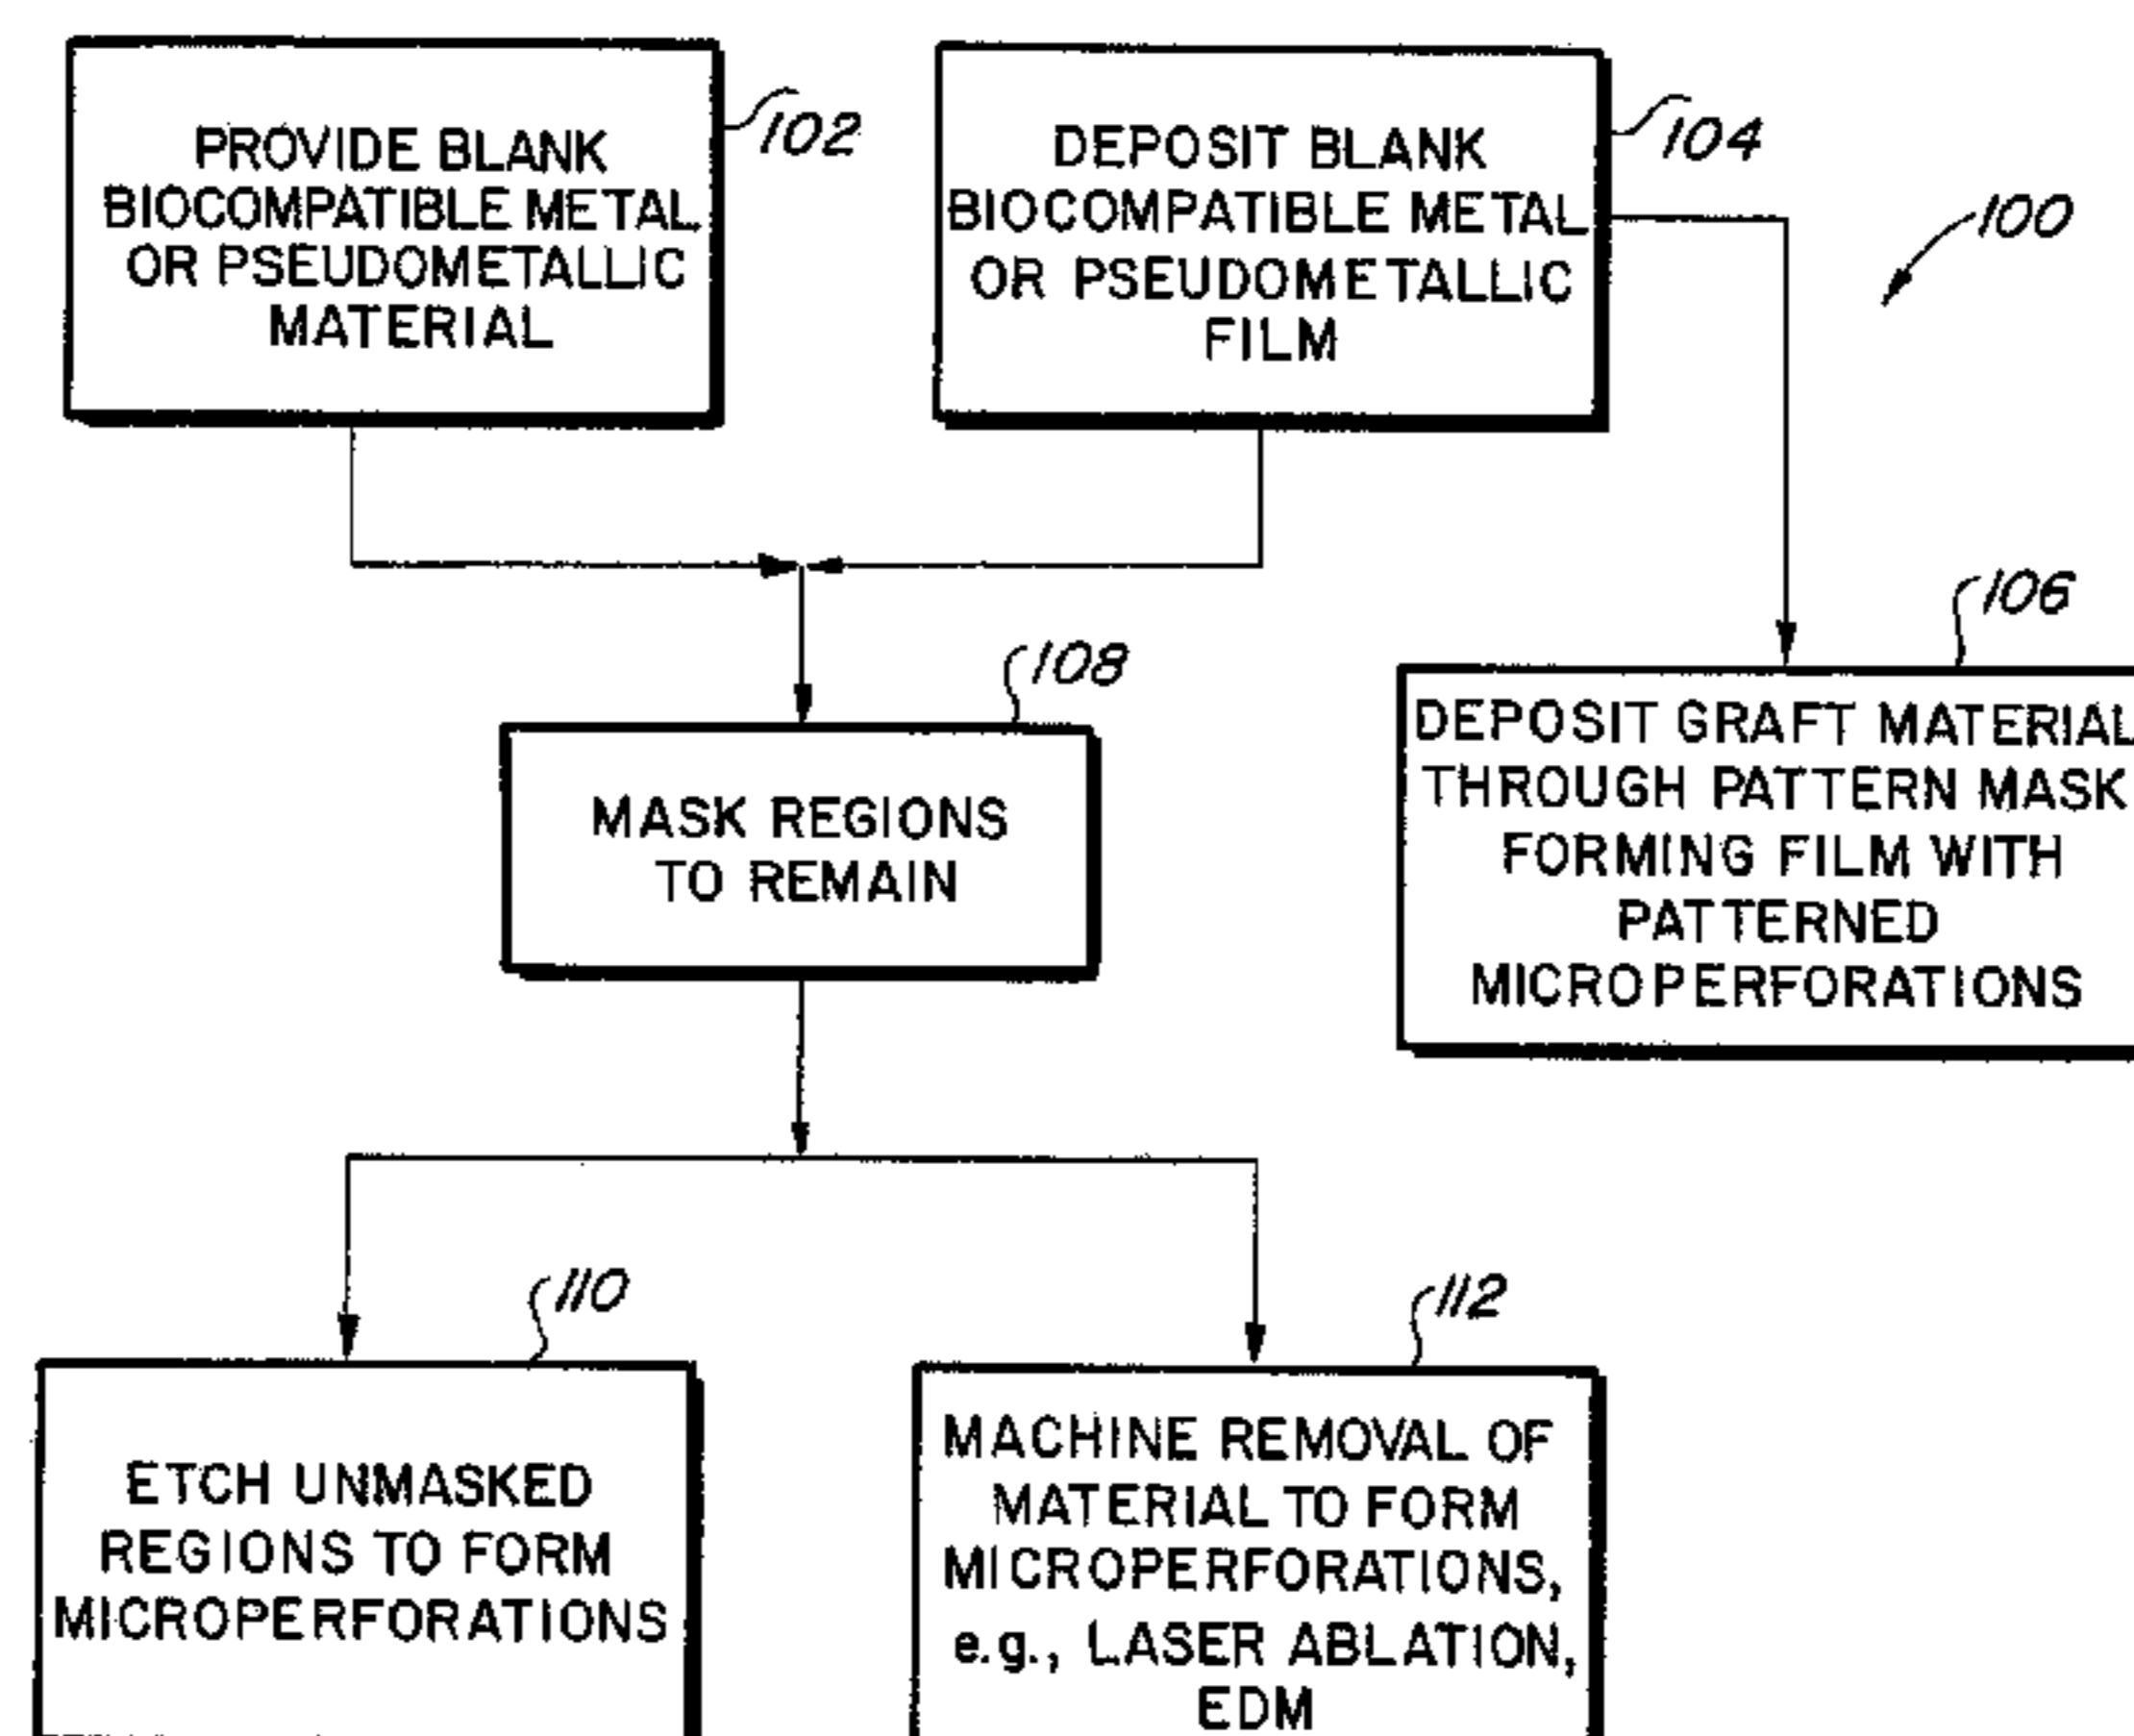 PROVIDE BLANK
BIOCOMPATIBLE METAL
OR PSEUDOMETALLIC
MATERIAL
102
DEPOSIT BLANK
BIOCOMPATIBLE METAL
OR PSEUDOMETALLIC
FILM
104
100
106
DEPOSIT GRAFT MATERIAL
THROUGH PATTERN MASK
FORMING FILM WITH
PATTERNED
MICROPERFORATIONS
108
MASK REGIONS
TO REMAIN
110
ETCH UNMASKED
REGIONS TO FORM
MICROPERFORATIONS
112
MACHINE REMOVAL OF
MATERIAL TO FORM
MICROPERFORATIONS,
e.g., LASER ABLATION,
EDM